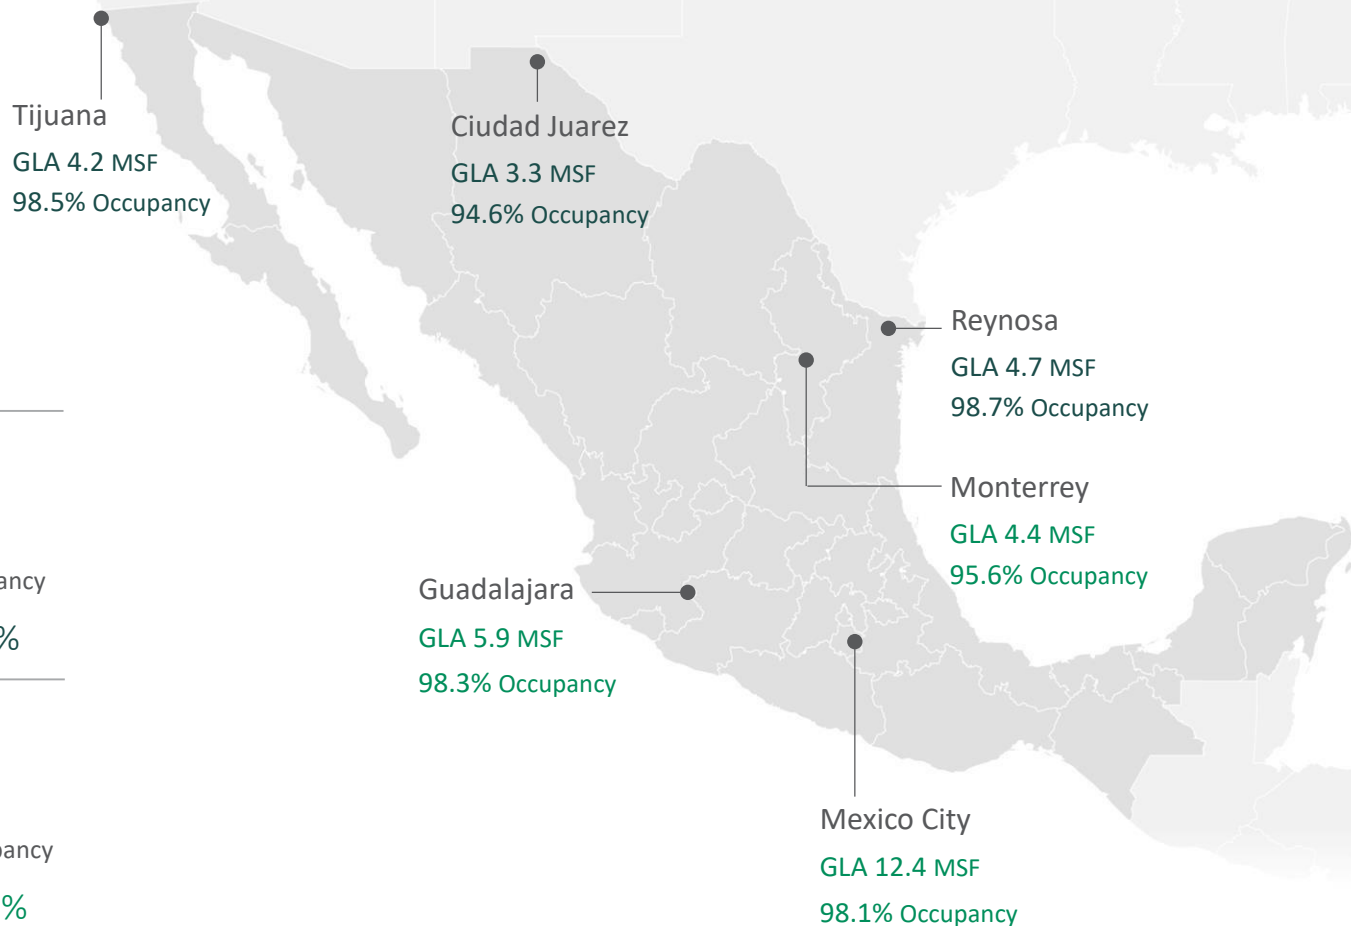 Tijuana
GLA 4.2 MSF
98.5% Occupancy
Ciudad Juarez
GLA 3.3 MSF
94.6% Occupancy
Reynosa
GLA 4.7 MSF
98.7% Occupancy
Monterrey
GLA 4.4 MSF
95.6% Occupancy
Guadalajara
GLA 5.9 MSF
98.3% Occupancy
Mexico City
GLA 12.4 MSF
98.1% Occupancy
ancy
%
pancy
%